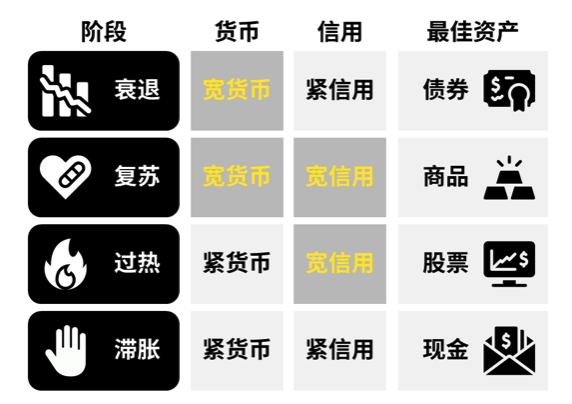 阶段 货币 信用 最佳资产
衰退 宽货币 紧信用 债券
复苏 宽货币 宽信用 商品
过热 紧货币 宽信用 股票
滞胀 紧货币 紧信用 现金